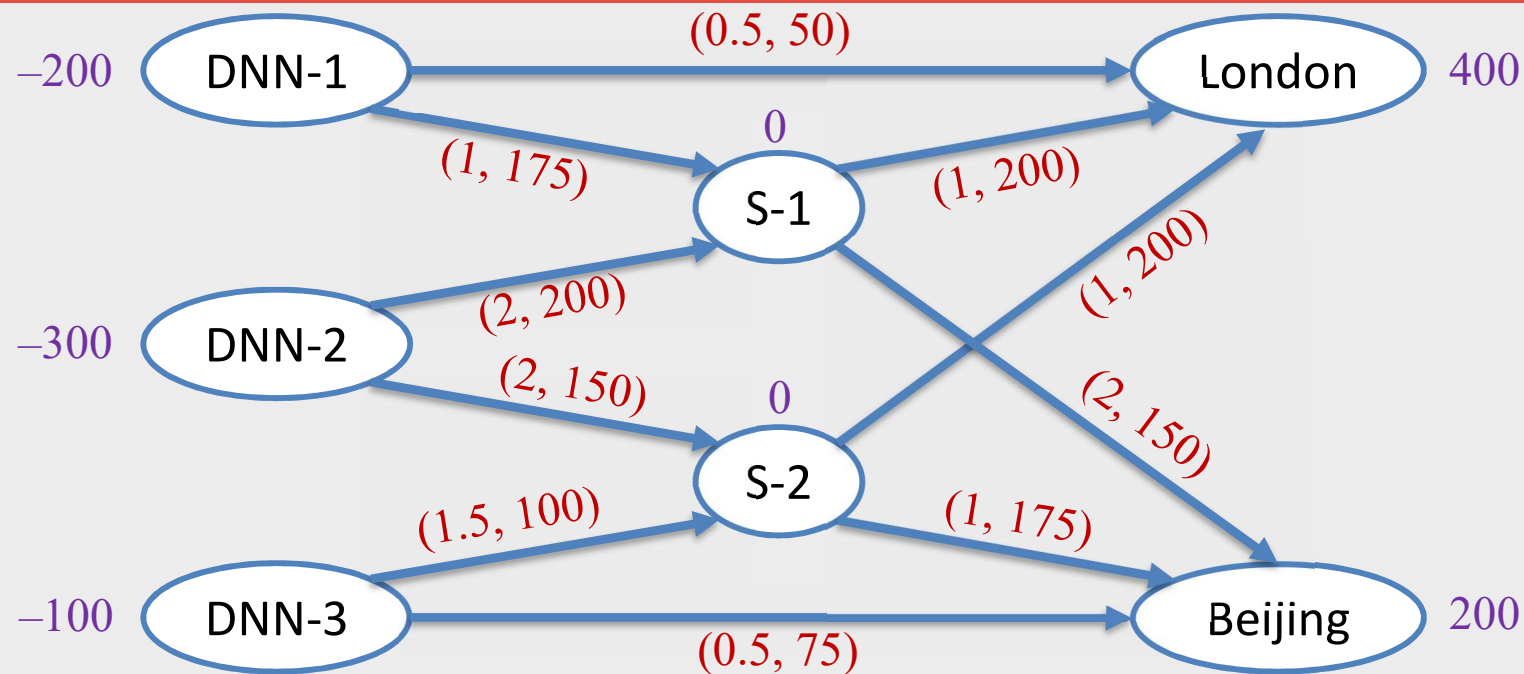 (0.5, 50)
–200
DNN-1
London
400
0
(1, 175)
(1, 200)
S-1
(1, 200)
(2, 200)
–300
DNN-2
(2, 150)
0
(2, 150)
S-2
(1.5, 100)
(1, 175)
–100
DNN-3
Beijing
200
(0.5, 75)